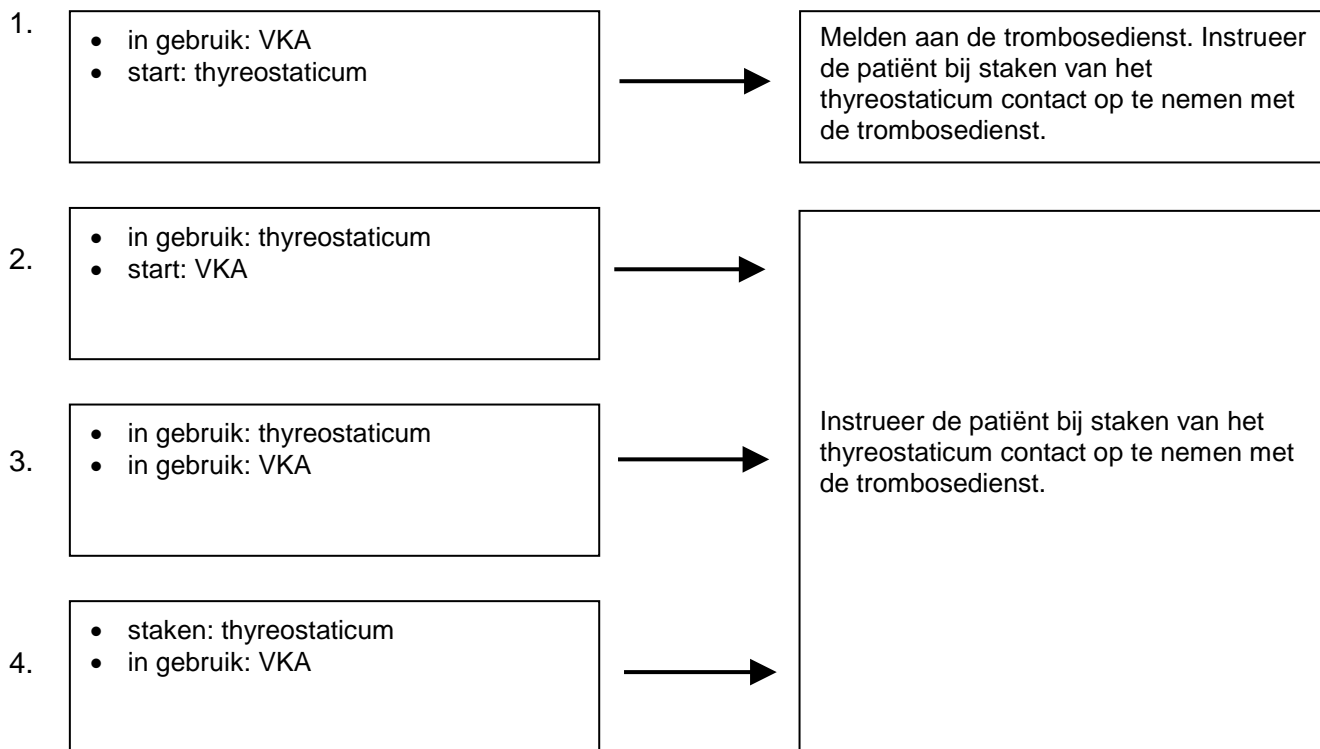 1.
• in gebruik: VKA
• start: thyreostaticum
Melden aan de trombosedienst. Instrueer
de patiënt bij staken van het
thyreostaticum contact op te nemen met
de trombosedienst.
2.
• in gebruik: thyreostaticum
• start: VKA
3.
• in gebruik: thyreostaticum
• in gebruik: VKA
Instrueer de patiënt bij staken van het
thyreostaticum contact op te nemen met
de trombosedienst.
4.
• staken: thyreostaticum
• in gebruik: VKA